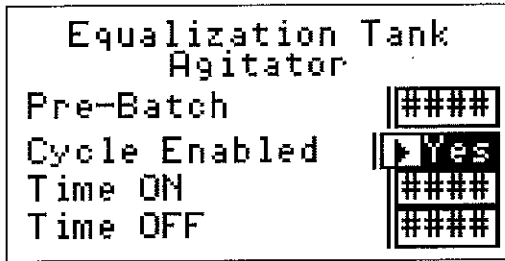 Equalization Tank
Agitator
Pre-Batch ####
Cycle Enabled Yes
Time ON ####
Time OFF ####